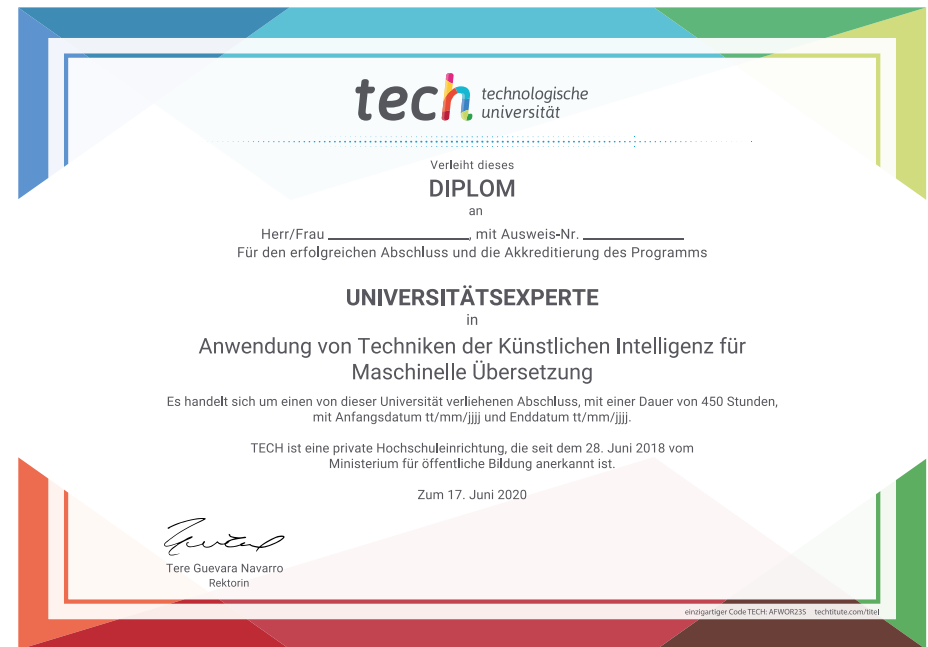 tech technologische
universität
Verleiht dieses
DIPLOM
an
Herr/Frau ____________, mit Ausweis-Nr. ____________
Für den erfolgreichen Abschluss und die Akkreditierung des Programms
UNIVERSITÄTSEXPERTE
in
Anwendung von Techniken der Künstlichen Intelligenz für
Maschinelle Übersetzung
Es handelt sich um einen von dieser Universität verliehenen Abschluss, mit einer Dauer von 450 Stunden,
mit Anfangsdatum tt/mm/jjjj und Enddatum tt/mm/jjjj.
TECH ist eine private Hochschuleinrichtung, die seit dem 28. Juni 2018 vom
Ministerium für öffentliche Bildung anerkannt ist.
Zum 17. Juni 2020
Tere Guevara Navarro
Rektorin
einzigartiger Code TECH: AFWOR235 techtitute.com/titel